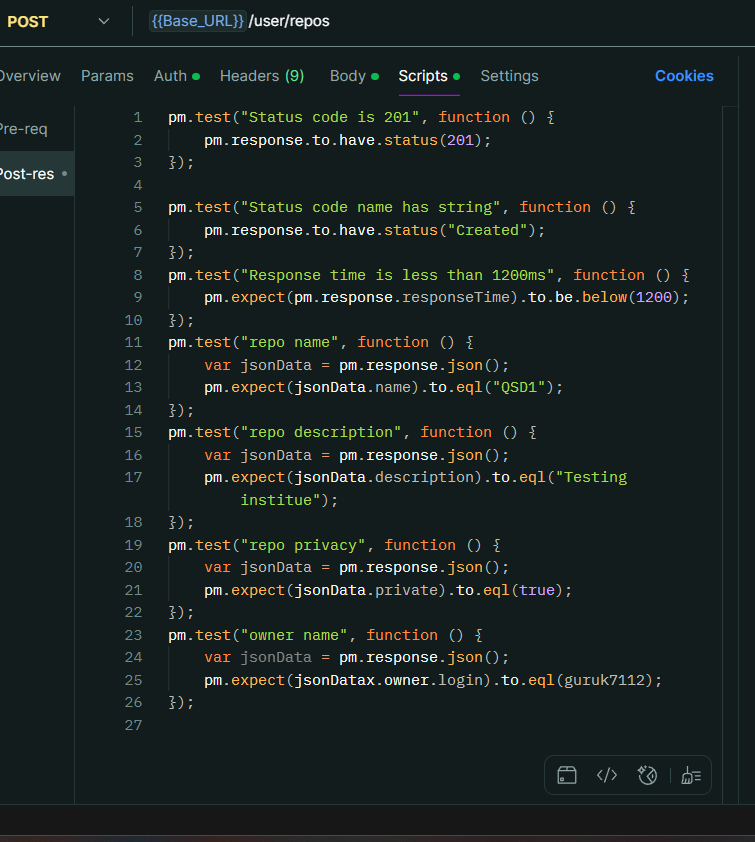 POST {{Base_URL}}/user/repos
Overview Params Auth Headers (9) Body Scripts Settings Cookies
Pre-req
Post-res
1 pm.test("Status code is 201", function () {
2 pm.response.to.have.status(201);
3 });
4
5 pm.test("Status code name has string", function () {
6 pm.response.to.have.status("Created");
7 });
8 pm.test("Response time is less than 1200ms", function () {
9 pm.expect(pm.response.responseTime).to.be.below(1200);
10 });
11 pm.test("repo name", function () {
12 var jsonData = pm.response.json();
13 pm.expect(jsonData.name).to.eql("QSD1");
14 });
15 pm.test("repo description", function () {
16 var jsonData = pm.response.json();
17 pm.expect(jsonData.description).to.eql("Testing
institue");
18 });
19 pm.test("repo privacy", function () {
20 var jsonData = pm.response.json();
21 pm.expect(jsonData.private).to.eql(true);
22 });
23 pm.test("owner name", function () {
24 var jsonData = pm.response.json();
25 pm.expect(jsonDatax.owner.login).to.eql(guruk7112);
26 });
27